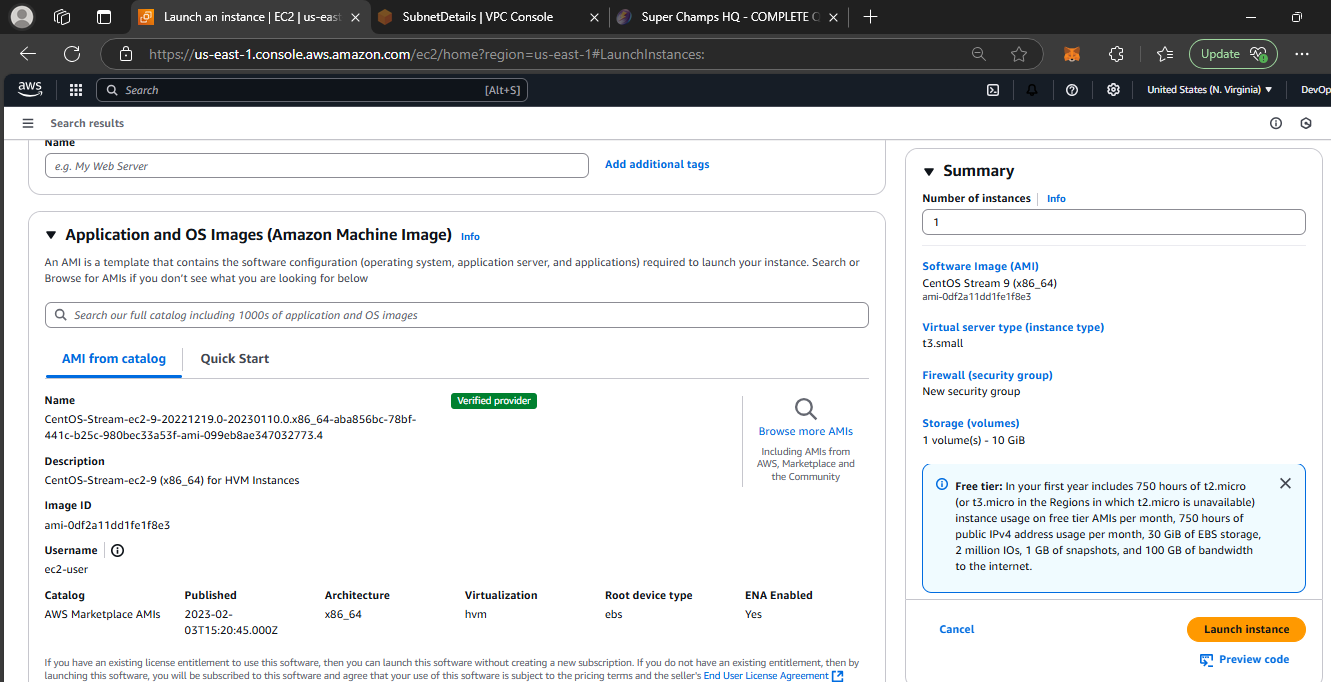 Launch an instance | EC2 | us-east
SubnetDetails | VPC Console
Super Champs HQ - COMPLETE Q
https://us-east-1.console.aws.amazon.com/ec2/home?region=us-east-1#LaunchInstances:
Update
aws
Search
[Alt+S]
United States (N. Virginia)
DevOp
Search results
Name
e.g. My Web Server
Add additional tags
Application and OS Images (Amazon Machine Image) Info
An AMI is a template that contains the software configuration (operating system, application server, and applications) required to launch your instance. Search or
Browse for AMIs if you don't see what you are looking for below
Search our full catalog including 1000s of application and OS images
AMI from catalog
Quick Start
Name
Verified provider
CentOS-Stream-ec2-9-20221219.0-20230110.0.x86_64-aba856bc-78bf-
441c-b25c-980bec33a53f-ami-099eb8ae347032773.4
Description
CentOS-Stream-ec2-9 (x86_64) for HVM Instances
Image ID
ami-0df2a11dd1fe1f8e3
Username
ec2-user
Browse more AMIs
Including AMIs from
AWS, Marketplace and
the Community
Catalog
AWS Marketplace AMIs
Published
2023-02-
03T15:20:45.000Z
Architecture
x86_64
Virtualization
hvm
Root device type
ebs
ENA Enabled
Yes
If you have an existing license entitlement to use this software, then you can launch this software without creating a new subscription. If you do not have an existing entitlement, then by
launching this software, you will be subscribed to this software and agree that your use of this software is subject to the pricing terms and the seller's End User License Agreement
Summary
Number of instances Info
1
Software Image (AMI)
CentOS Stream 9 (x86_64)
ami-0df2a11dd1fe1f8e3
Virtual server type (instance type)
t3.small
Firewall (security group)
New security group
Storage (volumes)
1 volume(s) - 10 GiB
Free tier: In your first year includes 750 hours of t2.micro
(or t3.micro in the Regions in which t2.micro is unavailable)
instance usage on free tier AMIs per month, 750 hours of
public IPv4 address usage per month, 30 GiB of EBS storage,
2 million IOs, 1 GB of snapshots, and 100 GB of bandwidth
to the internet.
Cancel
Launch instance
Preview code